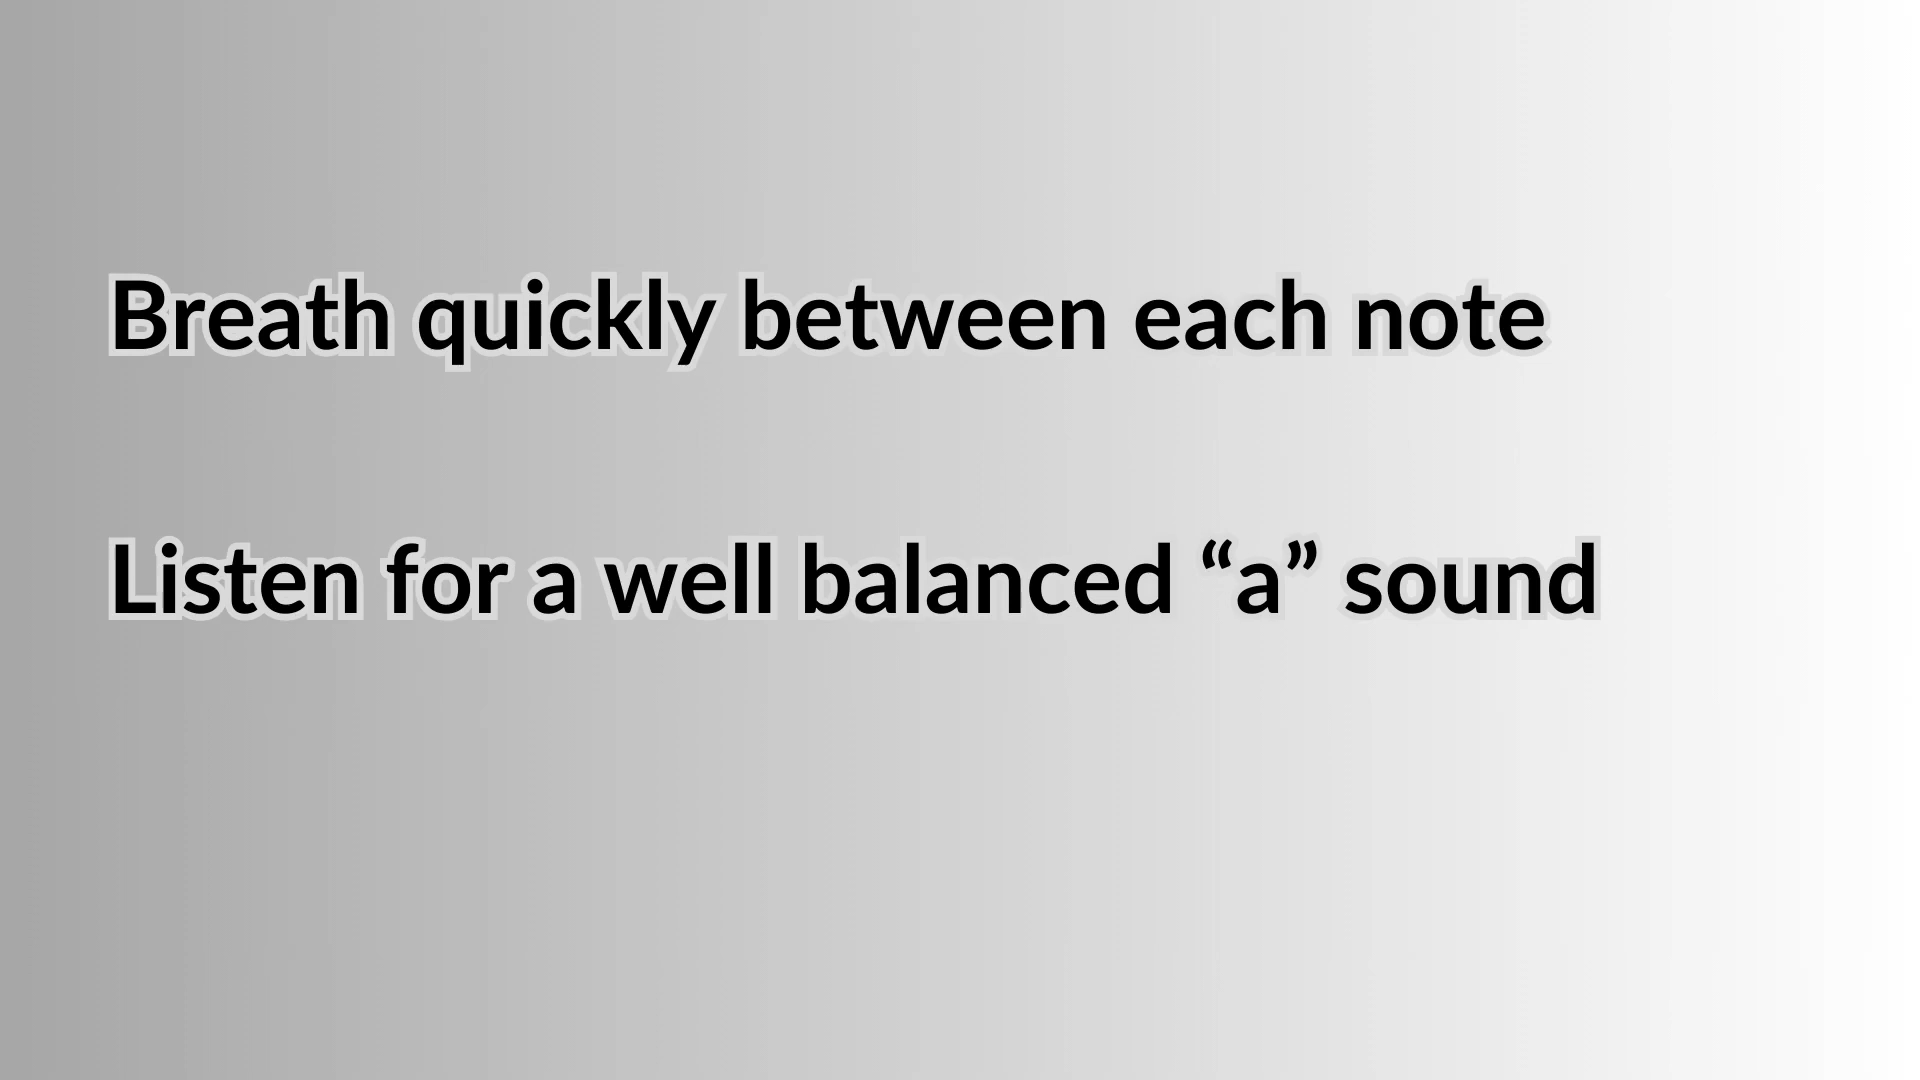 Breath quickly between each note
Listen for a well balanced “a” sound